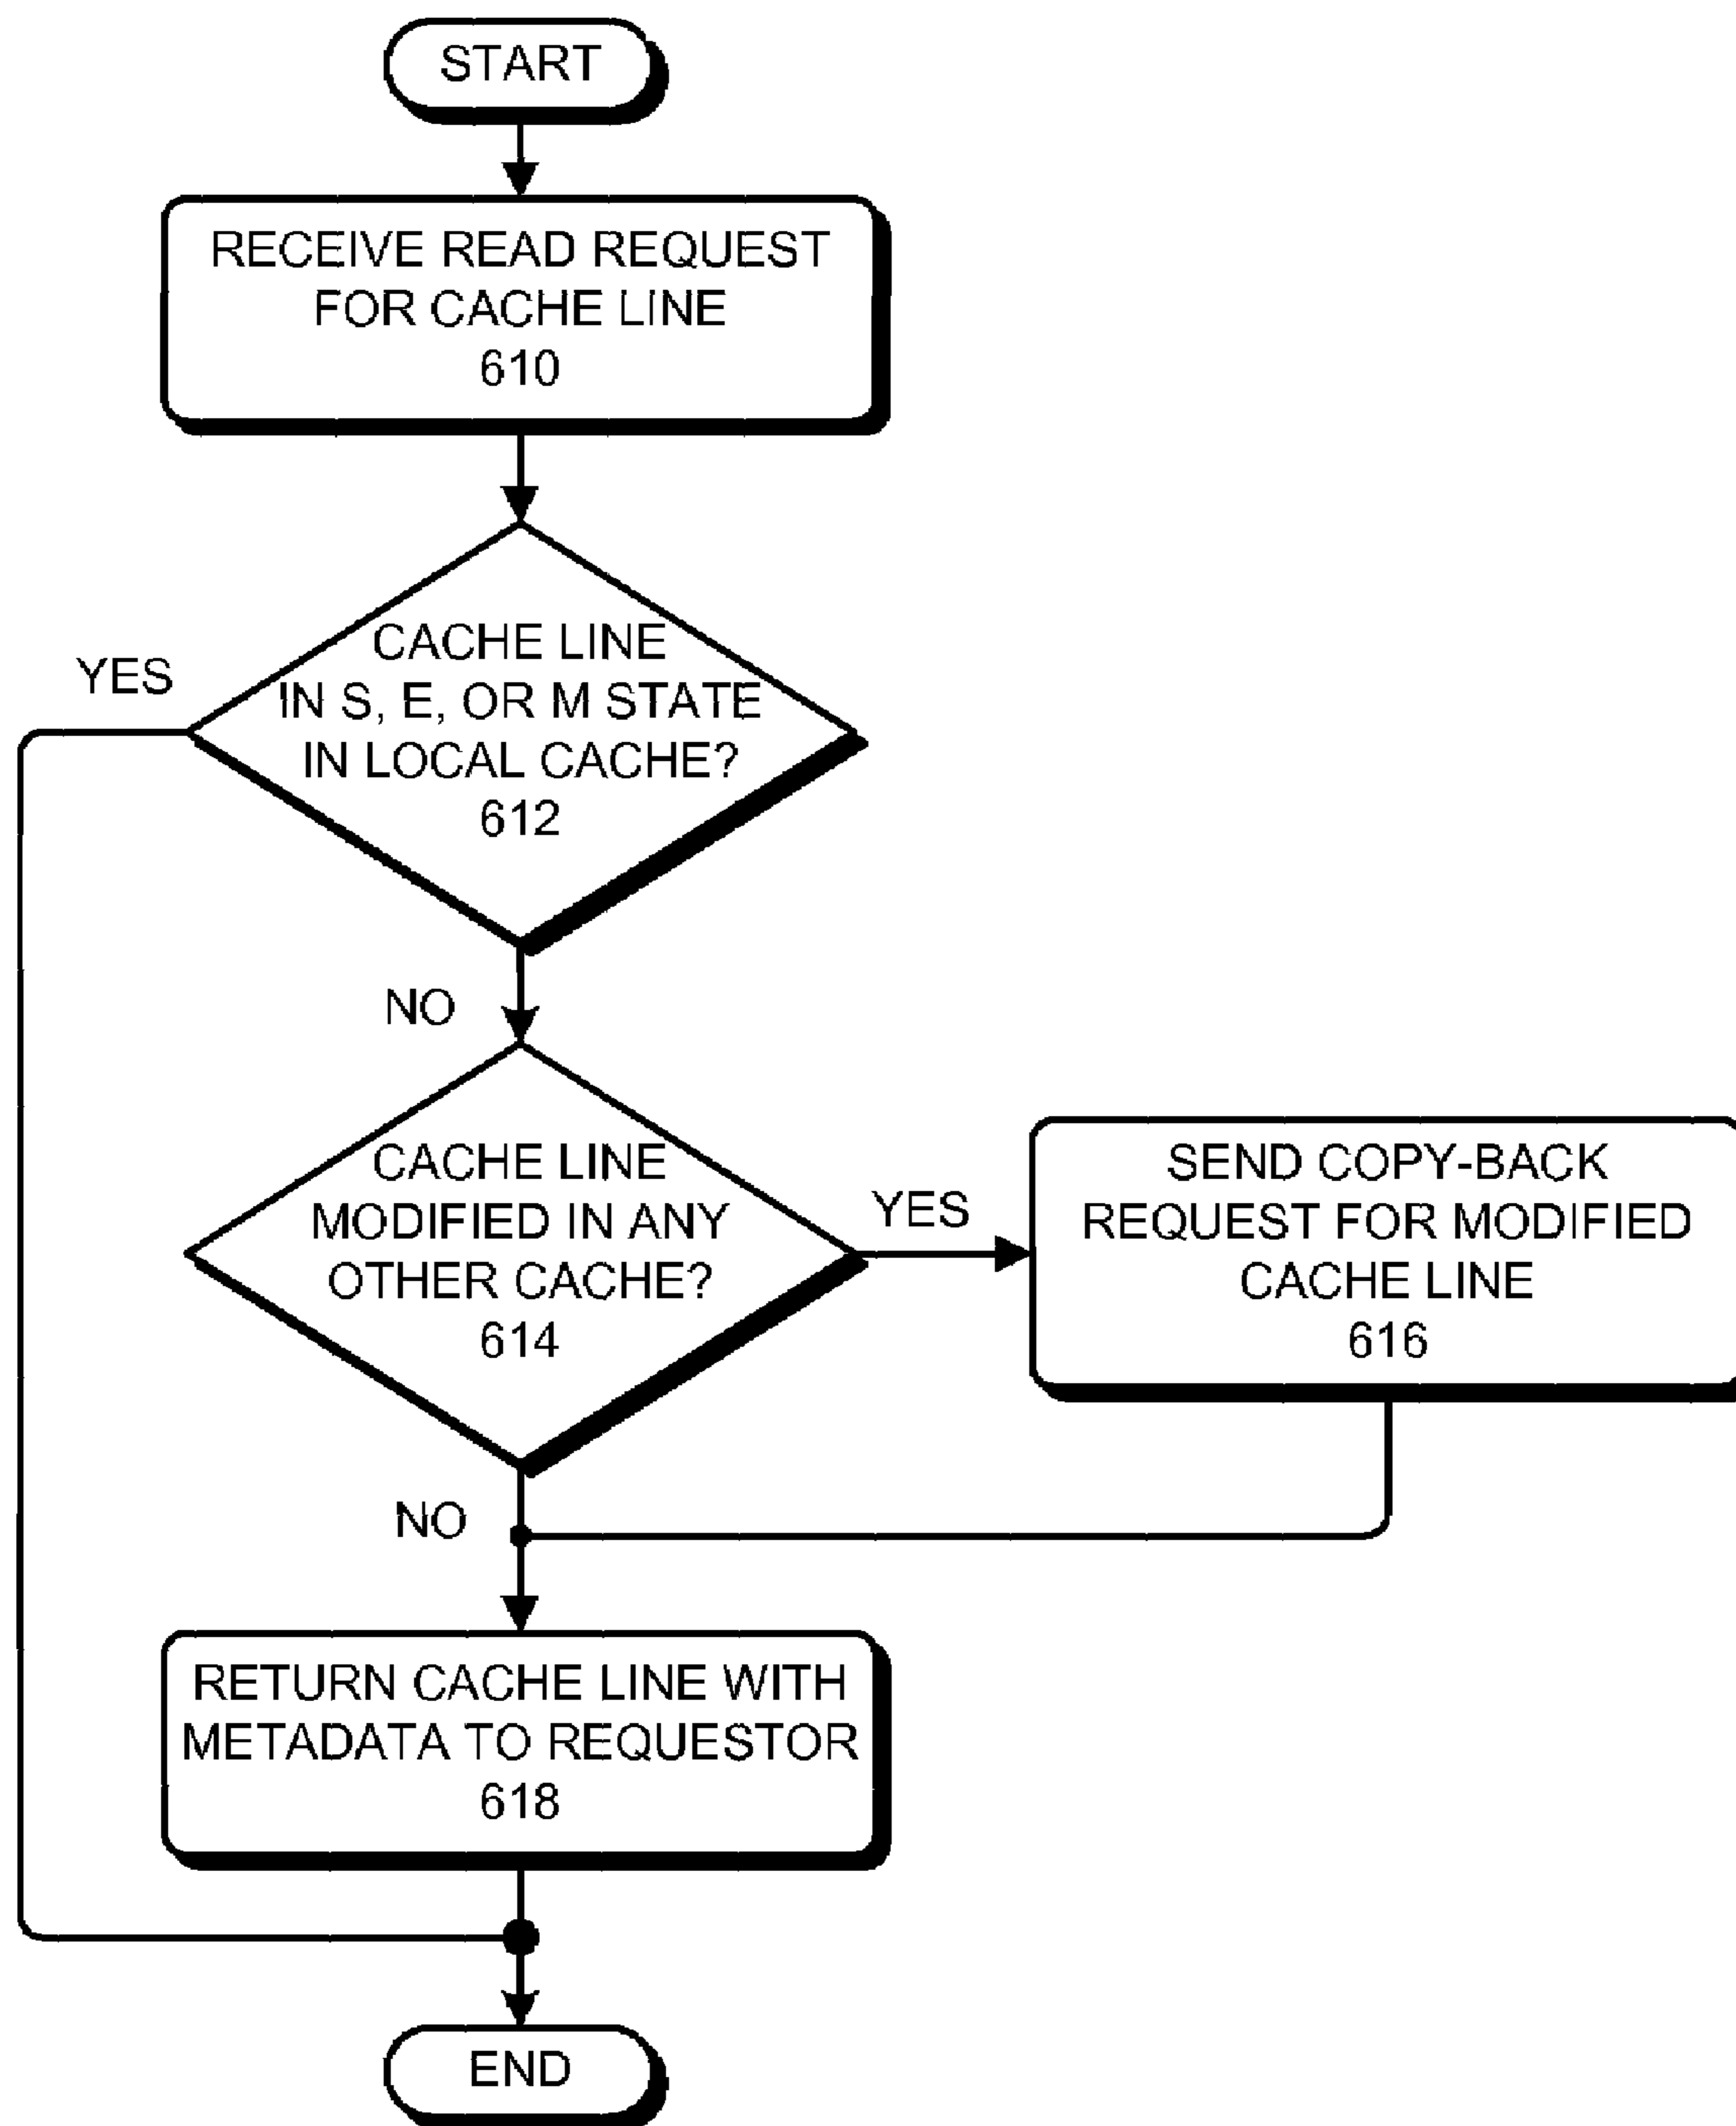 START
RECEIVE READ REQUEST
FOR CACHE LINE
610
CACHE LINE
IN S, E, OR M STATE
IN LOCAL CACHE?
612
YES
NO
CACHE LINE
MODIFIED IN ANY
OTHER CACHE?
614
YES
SEND COPY-BACK
REQUEST FOR MODIFIED
CACHE LINE
616
NO
RETURN CACHE LINE WITH
METADATA TO REQUESTOR
618
END